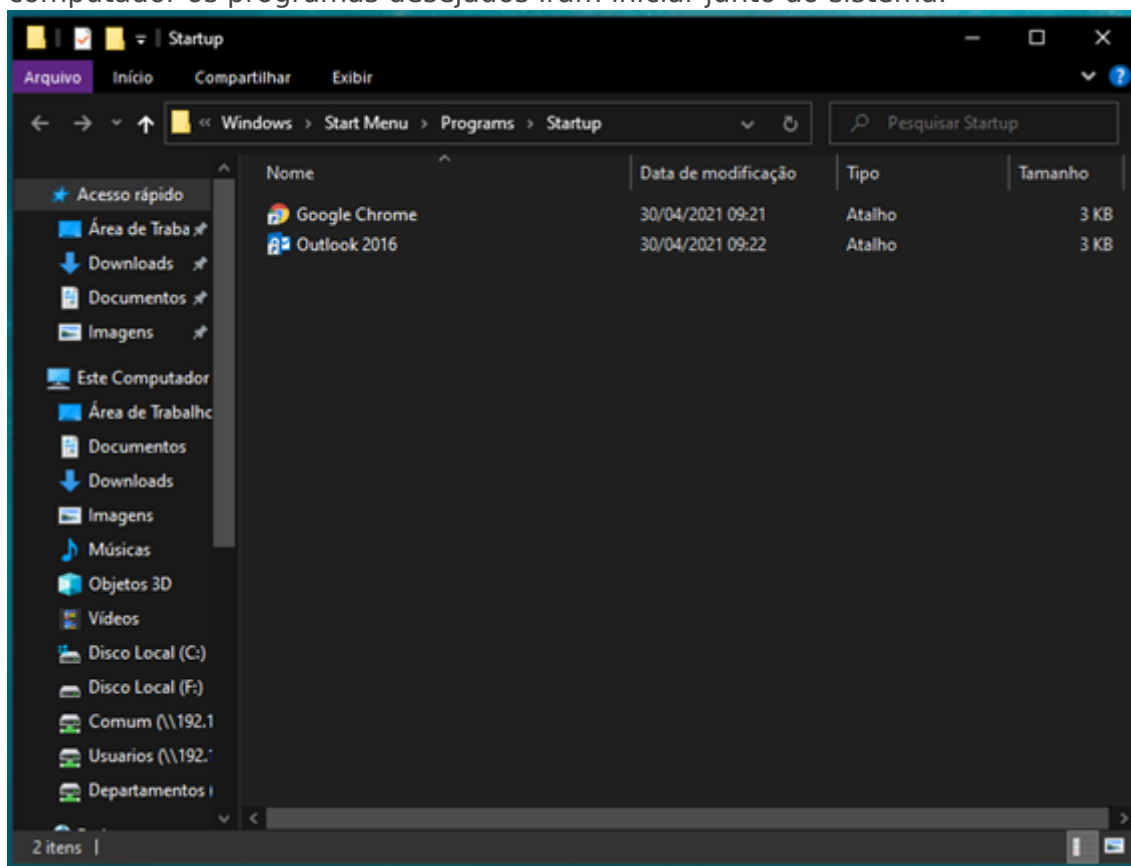 computador os programas desejados iram iniciar junto ao sistema.
Startup
Arquivo Início Compartilhar Exibir
« Windows › Start Menu › Programs › Startup
Pesquisar Startup
Nome Data de modificação Tipo Tamanho
Google Chrome 30/04/2021 09:21 Atalho 3 KB
Outlook 2016 30/04/2021 09:22 Atalho 3 KB
Acesso rápido
Área de Traba
Downloads
Documentos
Imagens
Este Computador
Área de Trabalhc
Documentos
Downloads
Imagens
Músicas
Objetos 3D
Vídeos
Disco Local (C:)
Disco Local (F:)
Comum (\\192.1
Usuarios (\\192.
Departamentos (
2 itens